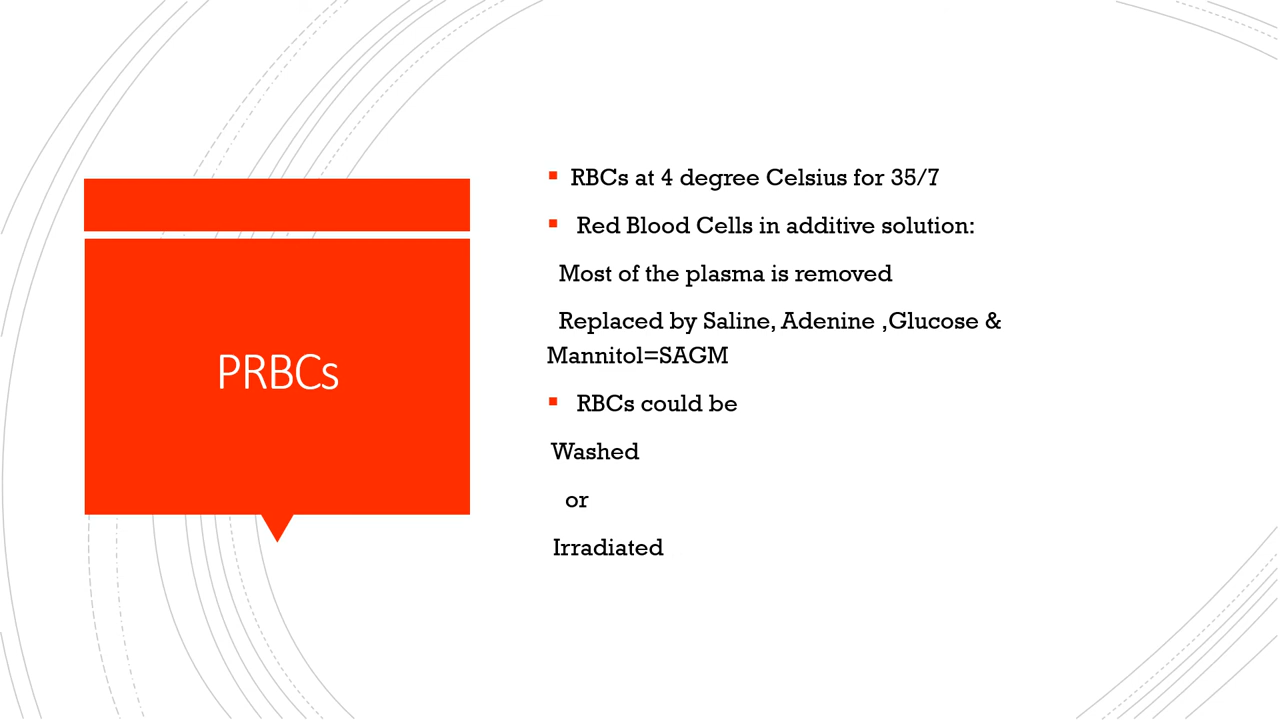 PRBCs
RBCs at 4 degree Celsius for 35/7
Red Blood Cells in additive solution:
Most of the plasma is removed
Replaced by Saline, Adenine ,Glucose &
Mannitol=SAGM
RBCs could be
Washed
or
Irradiated